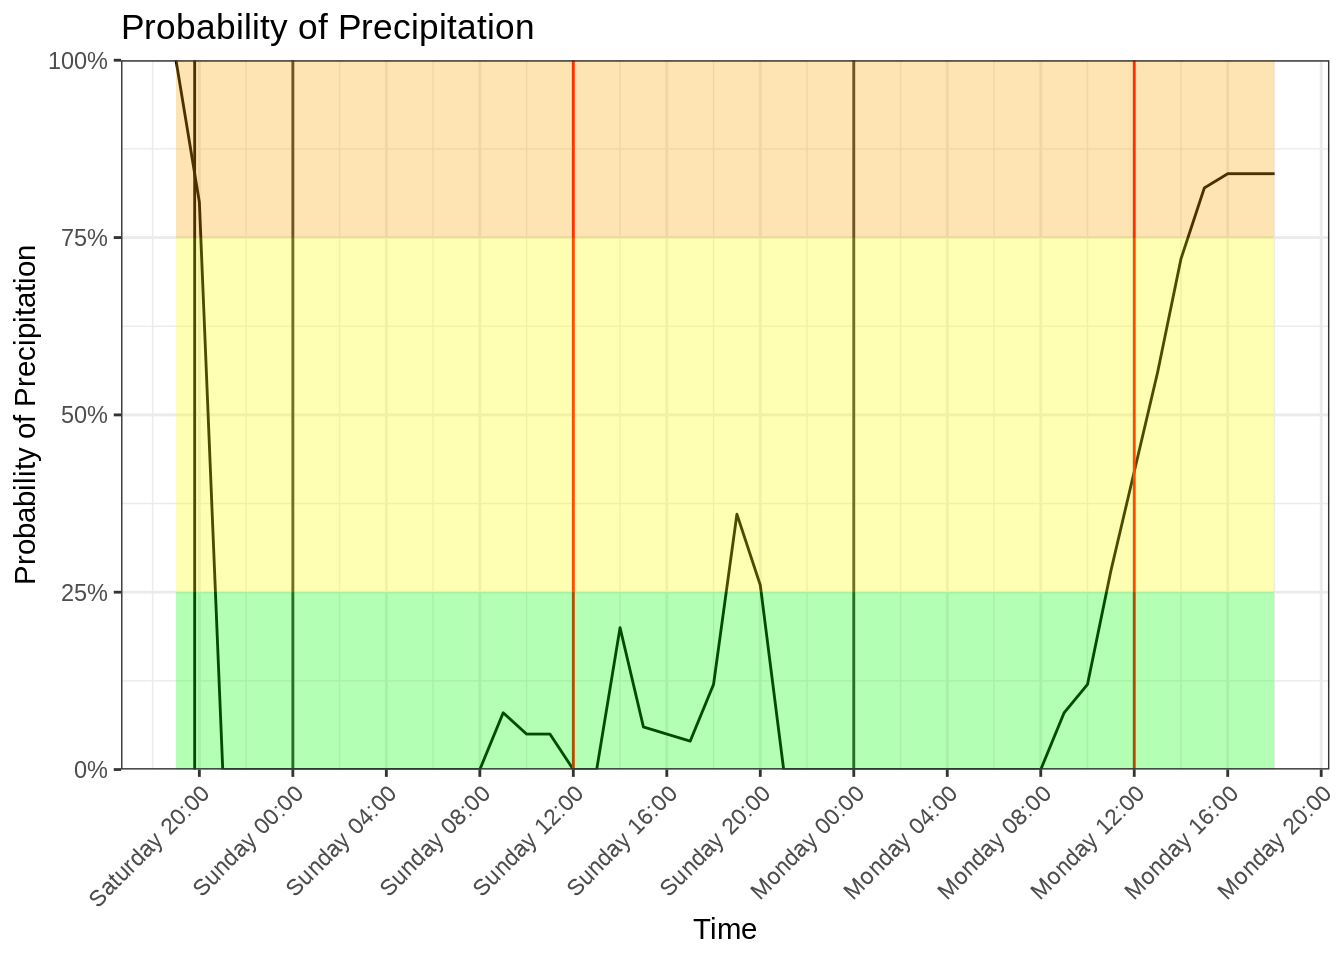 Probability of Precipitation
Probability of Precipitation
100%
75%
50%
25%
0%
Saturday 20:00
Sunday 00:00
Sunday 04:00
Sunday 08:00
Sunday 12:00
Sunday 16:00
Sunday 20:00
Monday 00:00
Monday 04:00
Monday 08:00
Monday 12:00
Monday 16:00
Monday 20:00
Time